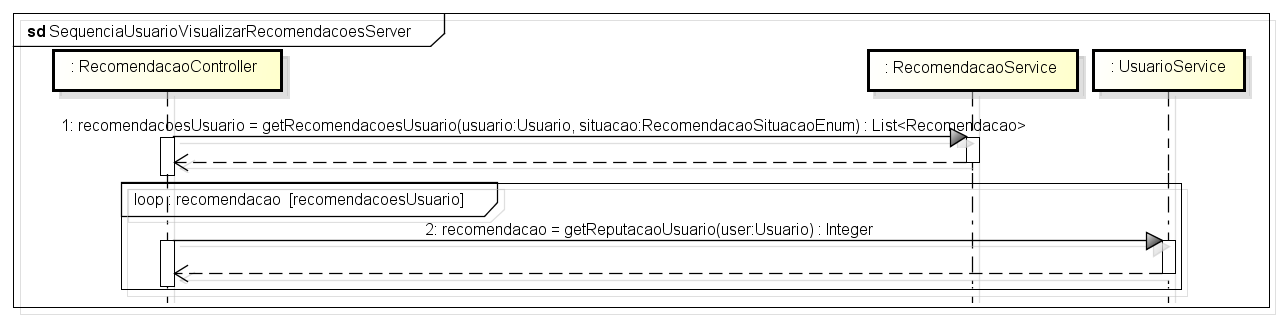 sd SequenciaUsuarioVisualizarRecomendacoesServer
: RecomendacaoController
: RecomendacaoService
: UsuarioService
1: recomendacoesUsuario = getRecomendacoesUsuario(usuario:Usuario, situacao:RecomendacaoSituacaoEnum) : List<Recomendacao>
loop : recomendacao [recomendacoesUsuario]
2: recomendacao = getReputacaoUsuario(user:Usuario) : Integer